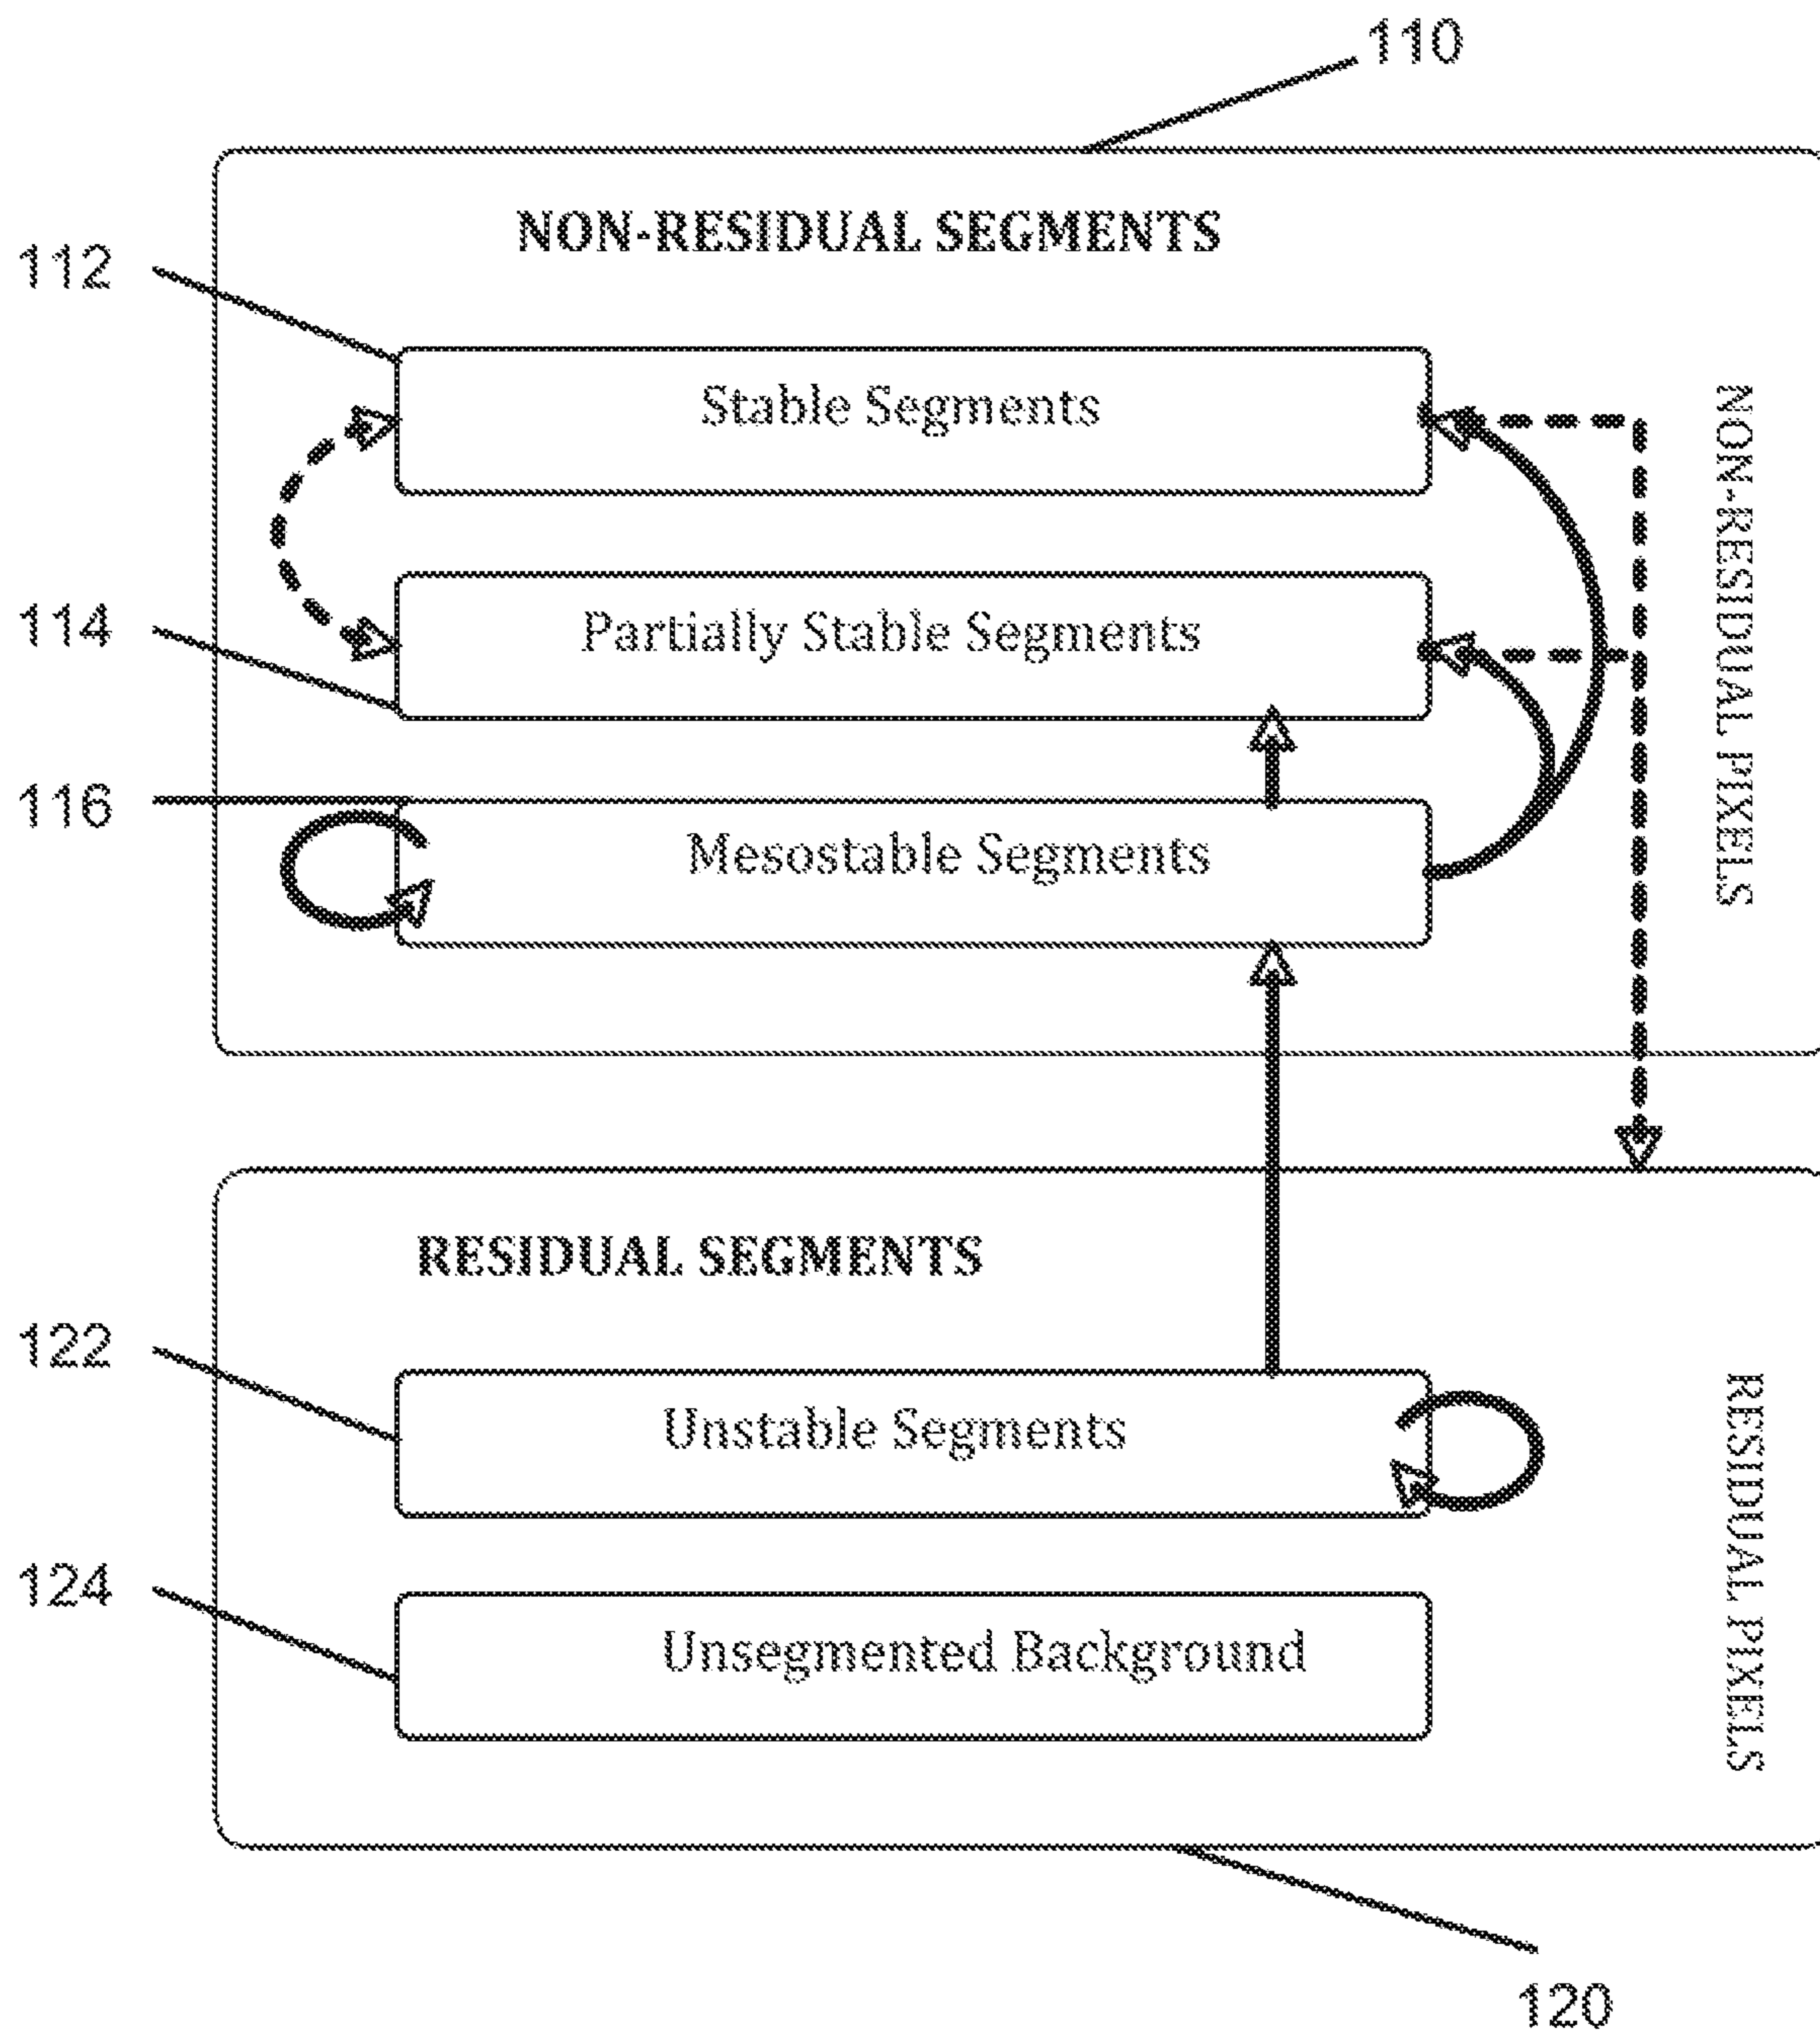 110
NON-RESIDUAL SEGMENTS
112
Stable Segments
NON-RESIDUAL PIXELS
114
Partially Stable Segments
116
Mesostable Segments
RESIDUAL SEGMENTS
122
Unstable Segments
RESIDUAL PIXELS
124
Unsegmented Background
120